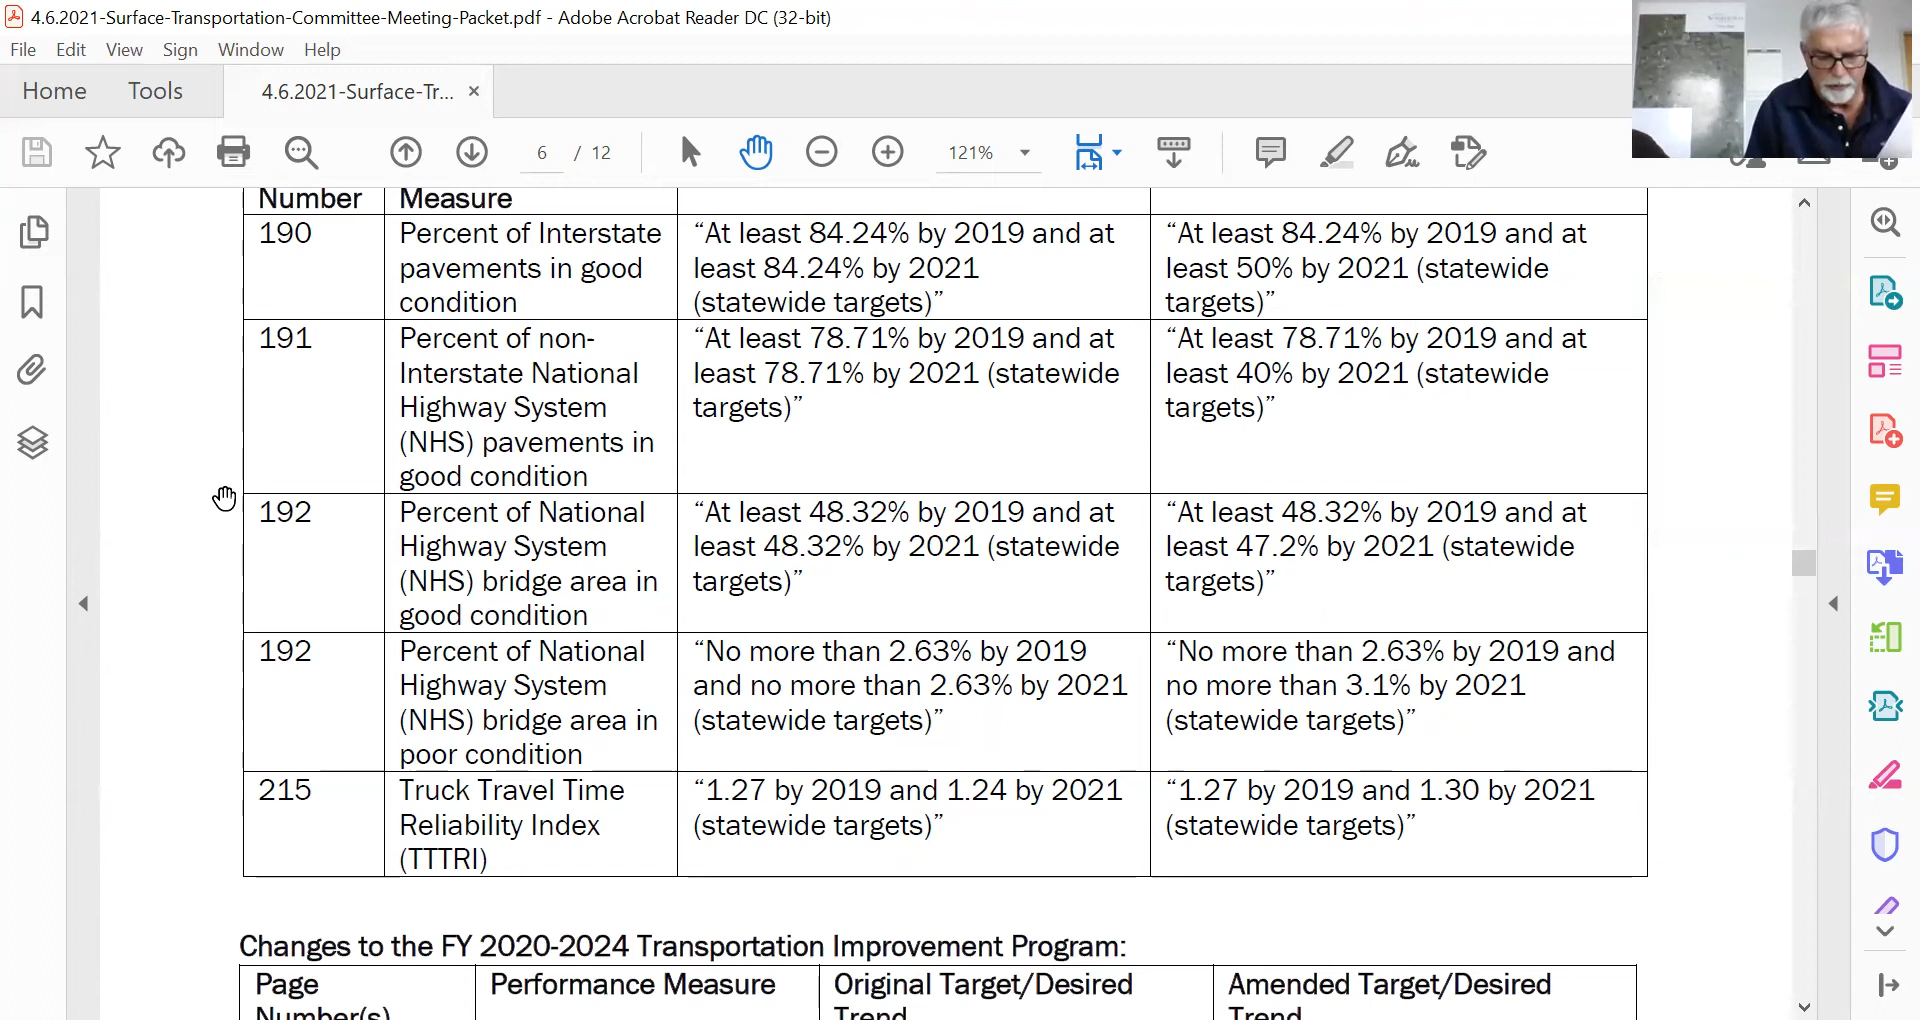 4.6.2021-Surface-Transportation-Committee-Meeting-Packet.pdf - Adobe Acrobat Reader DC (32-bit)
File Edit View Sign Window Help
Home Tools 4.6.2021-Surface-Tr... ×
6 / 12 121%
Number Measure
190
Percent of Interstate
pavements in good
condition
“At least 84.24% by 2019 and at
least 84.24% by 2021
(statewide targets)”
“At least 84.24% by 2019 and at
least 50% by 2021 (statewide
targets)”
191
Percent of non-
Interstate National
Highway System
(NHS) pavements in
good condition
“At least 78.71% by 2019 and at
least 78.71% by 2021 (statewide
targets)”
“At least 78.71% by 2019 and at
least 40% by 2021 (statewide
targets)”
192
Percent of National
Highway System
(NHS) bridge area in
good condition
“At least 48.32% by 2019 and at
least 48.32% by 2021 (statewide
targets)”
“At least 48.32% by 2019 and at
least 47.2% by 2021 (statewide
targets)”
192
Percent of National
Highway System
(NHS) bridge area in
poor condition
“No more than 2.63% by 2019
and no more than 2.63% by 2021
(statewide targets)”
“No more than 2.63% by 2019 and
no more than 3.1% by 2021
(statewide targets)”
215
Truck Travel Time
Reliability Index
(TTTRI)
“1.27 by 2019 and 1.24 by 2021
(statewide targets)”
“1.27 by 2019 and 1.30 by 2021
(statewide targets)”
Changes to the FY 2020-2024 Transportation Improvement Program:
Page
Number(s)
Performance Measure
Original Target/Desired
Trend
Amended Target/Desired
Trend